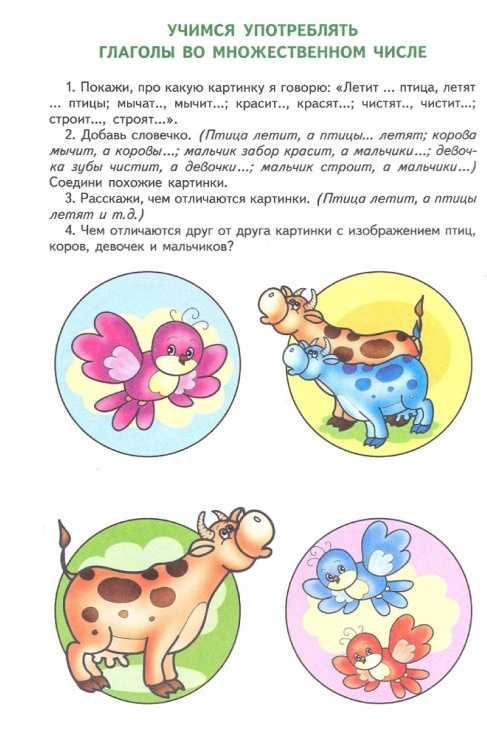 УЧИМСЯ УПОТРЕБЛЯТЬ
ГЛАГОЛЫ ВО МНОЖЕСТВЕННОМ ЧИСЛЕ
1. Покажи, про какую картинку я говорю: «Летит ... птица, летят
... птицы; мычат.., мычит...; красит.., красят...; чистят.., чистит...;
строит..., строят...».
2. Добавь словечко. (Птица летит, а птицы... летят; корова
мычит, а коровы...; мальчик забор красит, а мальчики...; девоч-
ка зубы чистит, а девочки...; мальчик строит, а мальчики...)
Соедини похожие картинки.
3. Расскажи, чем отличаются картинки. (Птица летит, а птицы
летят и т.д.)
4. Чем отличаются друг от друга картинки с изображением птиц,
коров, девочек и мальчиков?